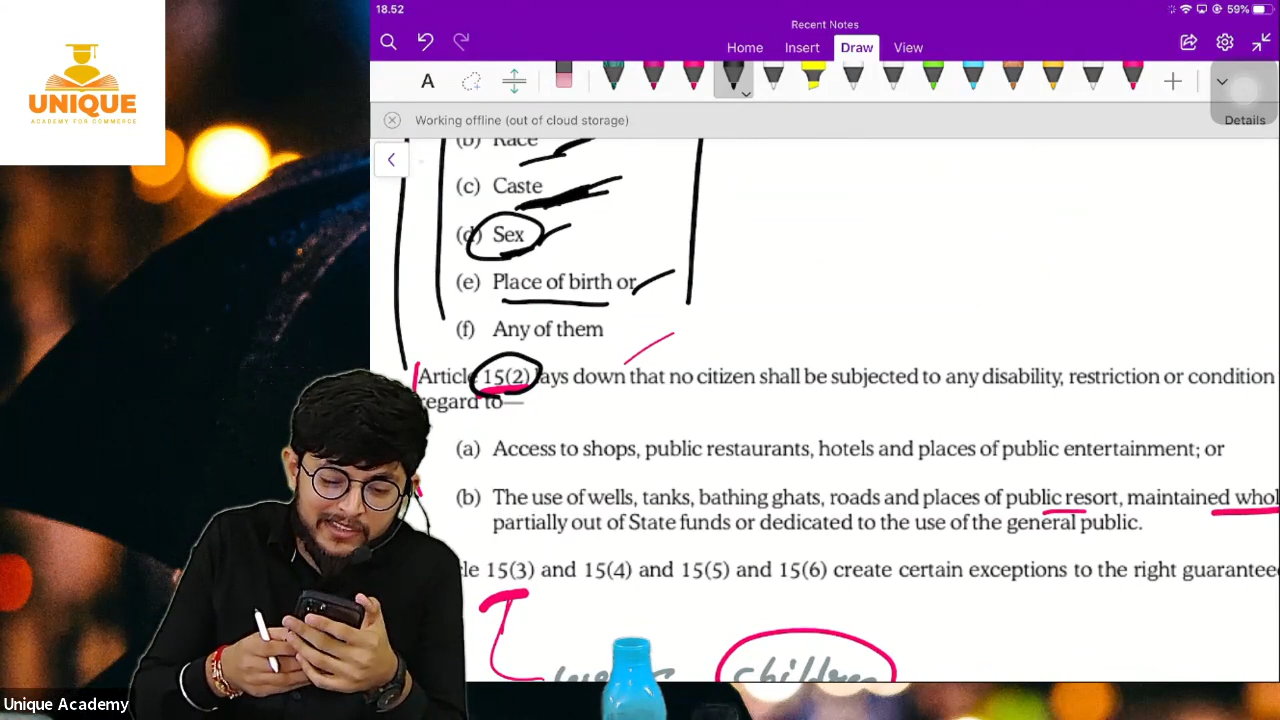 18.52
Recent Notes
59%
UNIQUE
ACADEMY FOR COMMERCE
Home Insert Draw View
A
Working offline (out of cloud storage)
Details
(b) Race
(c) Caste
(d) Sex
(e) Place of birth or
(f) Any of them
Article 15(2) lays down that no citizen shall be subjected to any disability, restriction or condition
regard to—
(a) Access to shops, public restaurants, hotels and places of public entertainment; or
(b) The use of wells, tanks, bathing ghats, roads and places of public resort, maintained whol
partially out of State funds or dedicated to the use of the general public.
cle 15(3) and 15(4) and 15(5) and 15(6) create certain exceptions to the right guarantee
children
Unique Academy